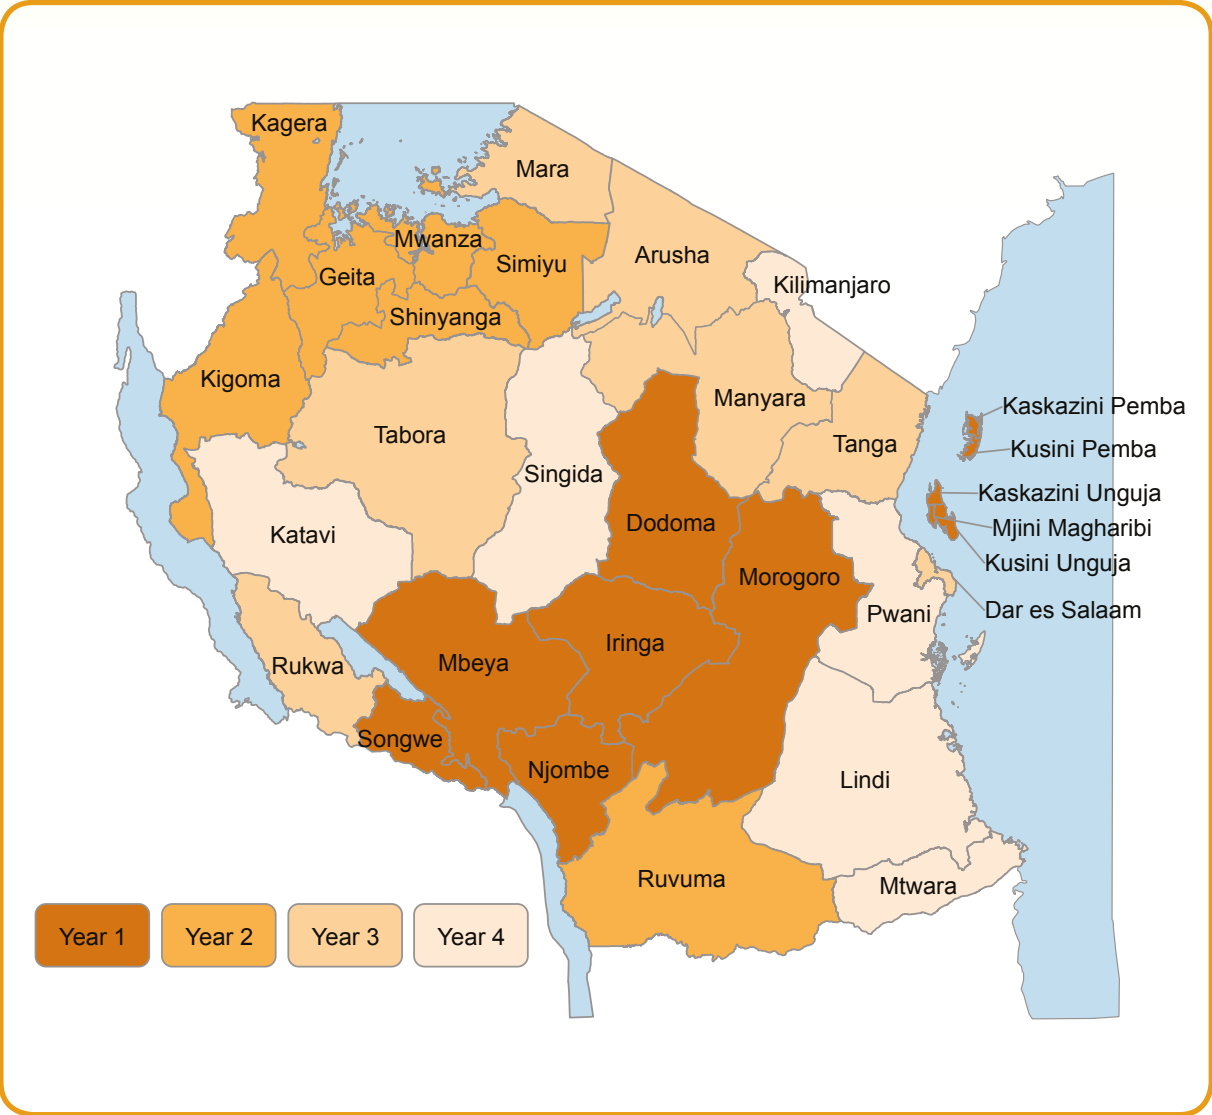 Kagera
Mara
Mwanza
Arusha
Simiyu
Geita
Kilimanjaro
Shinyanga
Kigoma
Manyara
Kaskazini Pemba
Tabora
Tanga
Kusini Pemba
Singida
Kaskazini Unguja
Dodoma
Mjini Magharibi
Katavi
Kusini Unguja
Morogoro
Dar es Salaam
Pwani
Iringa
Mbeya
Rukwa
Songwe
Njombe
Lindi
Ruvuma
Mtwara
Year 1
Year 2
Year 3
Year 4